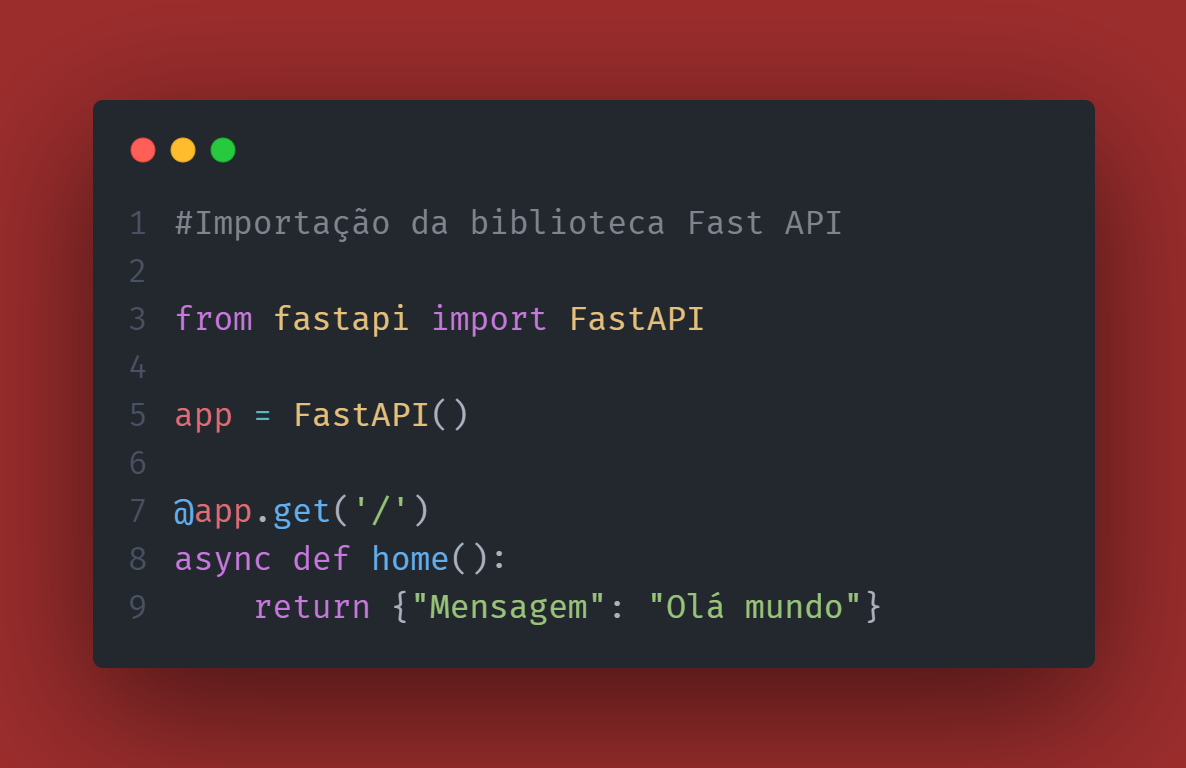 1 #Importação da biblioteca Fast API
2
3 from fastapi import FastAPI
4
5 app = FastAPI()
6
7 @app.get('/')
8 async def home():
9     return {"Mensagem": "Olá mundo"}